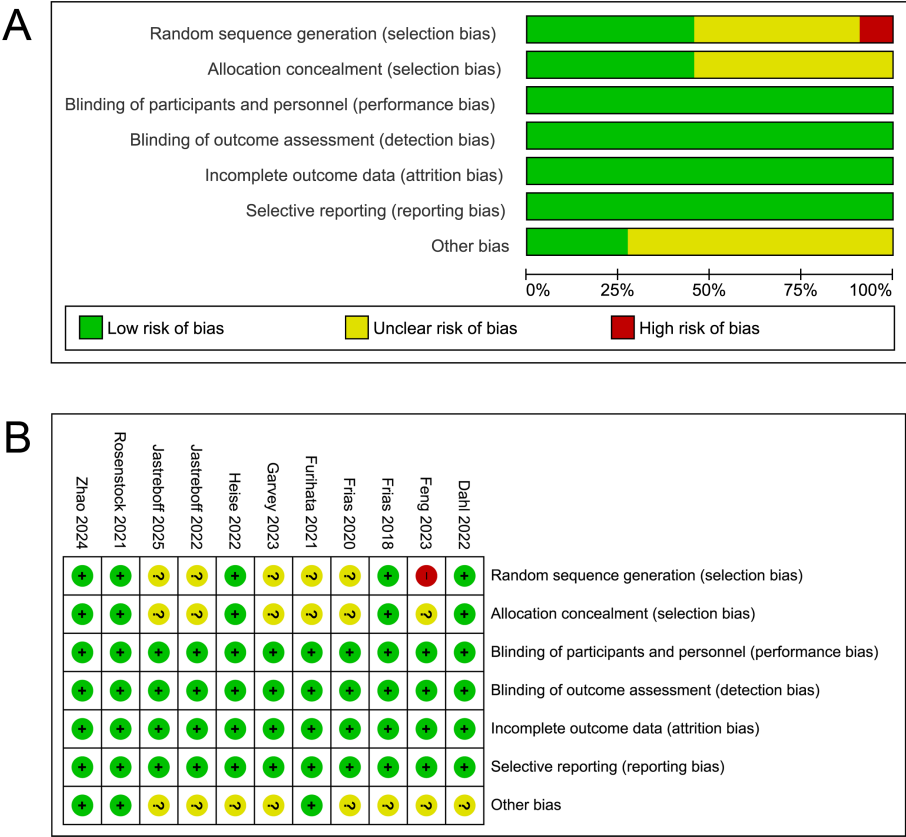 A
Random sequence generation (selection bias)
Allocation concealment (selection bias)
Blinding of participants and personnel (performance bias)
Blinding of outcome assessment (detection bias)
Incomplete outcome data (attrition bias)
Selective reporting (reporting bias)
Other bias
0% 25% 50% 75% 100%
Low risk of bias Unclear risk of bias High risk of bias
B
Zhao 2024
Rosenstock 2021
Jastreboff 2025
Jastreboff 2022
Heise 2022
Garvey 2023
Furihata 2021
Frias 2020
Frias 2018
Feng 2023
Dahl 2022
+ + ? ? + ? ? ? + - + Random sequence generation (selection bias)
+ + ? ? + ? ? ? + ? + Allocation concealment (selection bias)
+ + + + + + + + + + + Blinding of participants and personnel (performance bias)
+ + + + + + + + + + + Blinding of outcome assessment (detection bias)
+ + + + + + + + + + + Incomplete outcome data (attrition bias)
+ + + + + + + + + + + Selective reporting (reporting bias)
+ + ? ? ? ? + ? ? ? ? Other bias